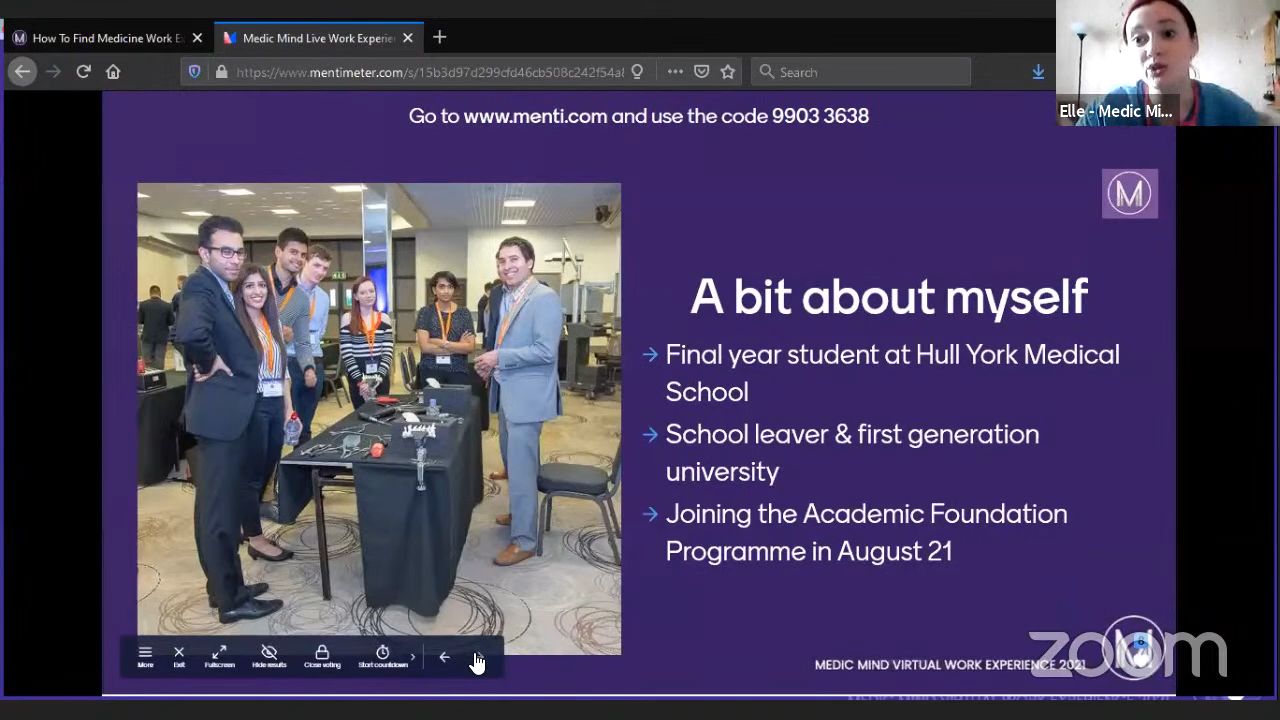 How To Find Medicine Work E
Medic Mind Live Work Experie
https://www.mentimeter.com/s/15b3d97d299cfd46cb508c242f54a
Search
Elle - Medic Mi...
Go to www.menti.com and use the code 9903 3638
M
A bit about myself
Final year student at Hull York Medical
School
School leaver & first generation
university
Joining the Academic Foundation
Programme in August 21
More
Exit
Fullscreen
Hide results
Close voting
Start countdown
MEDIC MIND VIRTUAL WORK EXPERIENCE 2021
M
6
zoom